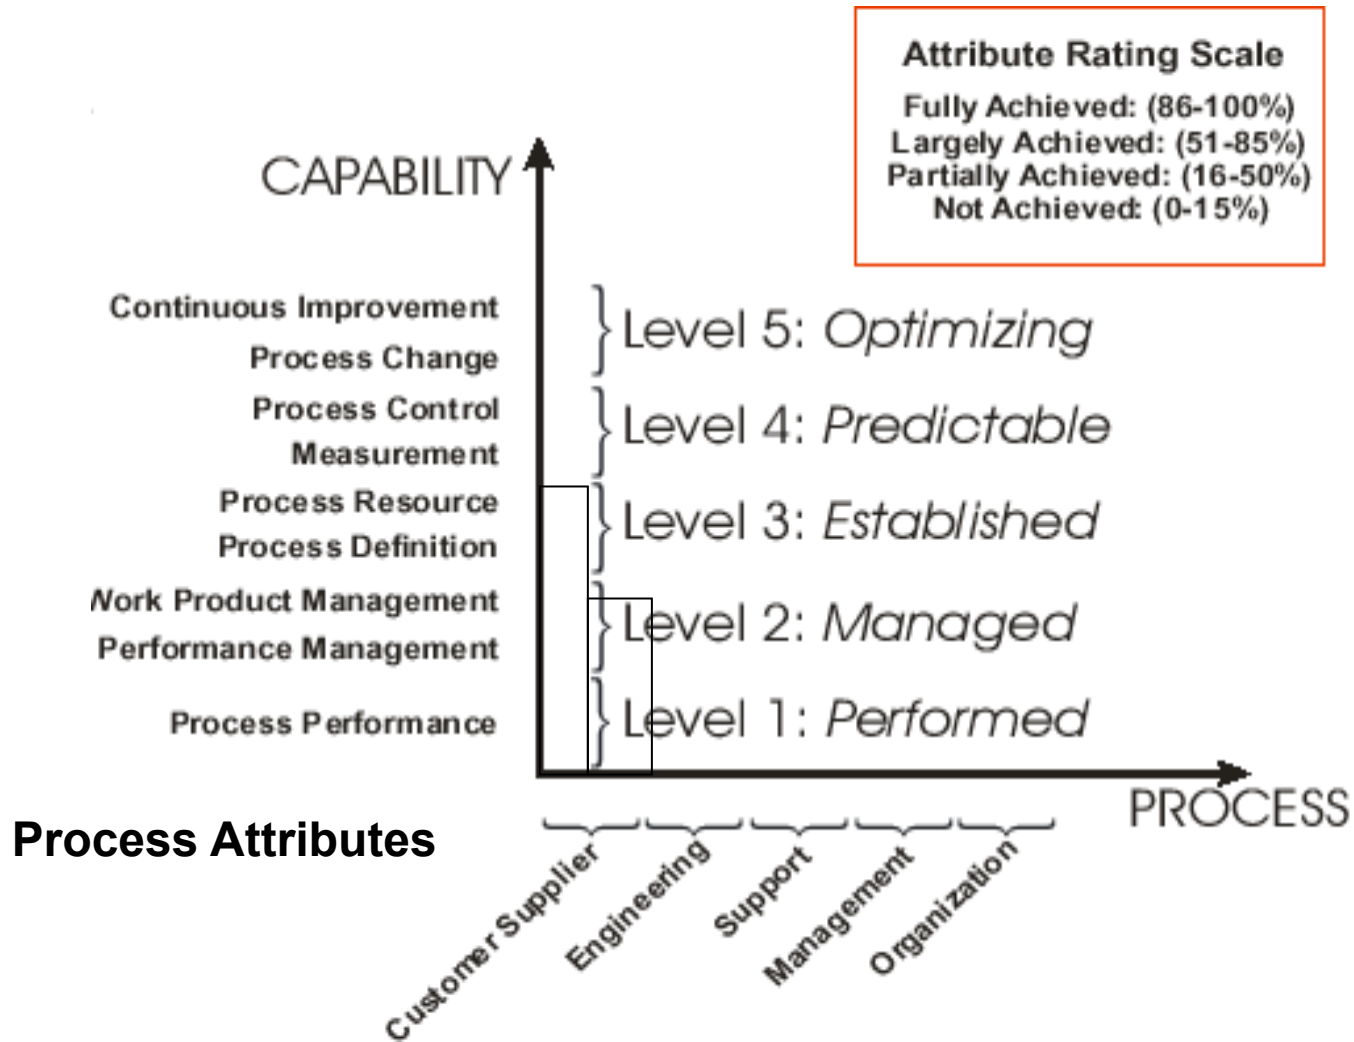 Attribute Rating Scale
Fully Achieved: (86-100%)
Largely Achieved: (51-85%)
Partially Achieved: (16-50%)
Not Achieved: (0-15%)
CAPABILITY
Continuous Improvement
Process Change
Level 5: Optimizing
Process Control
Measurement
Level 4: Predictable
Process Resource
Process Definition
Level 3: Established
Work Product Management
Performance Management
Level 2: Managed
Process Performance
Level 1: Performed
PROCESS
Process Attributes
Customer Supplier
Engineering
Support
Management
Organization